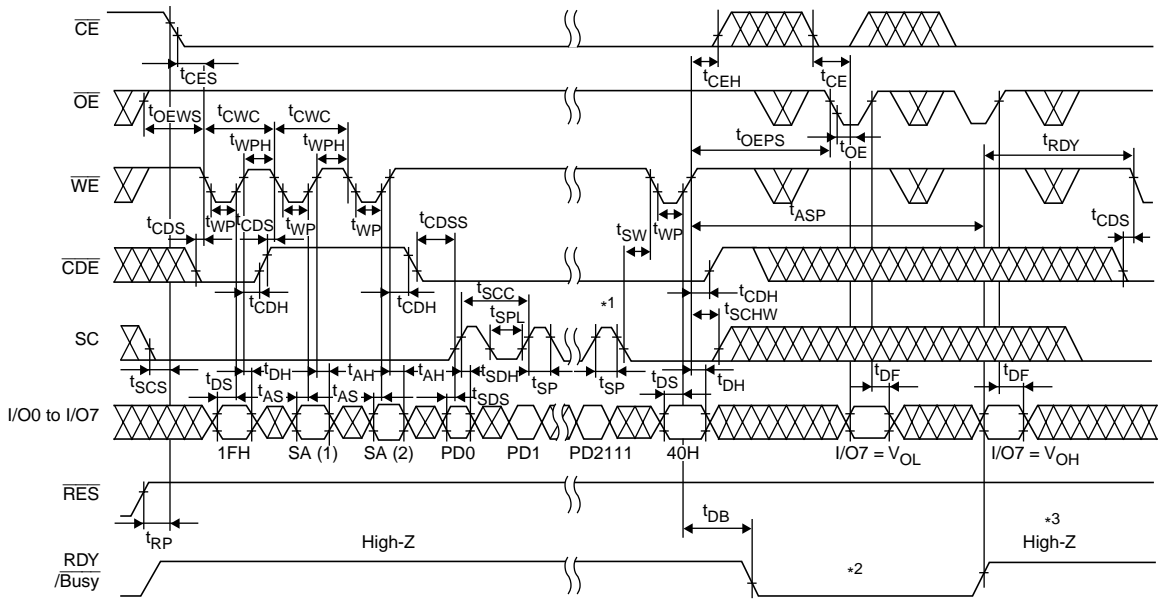 CE
tCES
tCEH
tCE
OE
tOEWS
tCWC
tCWC
tWPH
tWPH
tOEPS
tOE
tRDY
WE
tCDS
tWP
tCDS
tWP
tWP
tCDSS
tSW
tWP
tASP
tCDS
CDE
tCDH
tCDH
tSCC
tSPL
*1
tCDH
tSCHW
SC
tSCS
tDS
tDH
tAS
tAH
tAS
tAH
tSDH
tSDS
tSP
tSP
tDS
tDH
tDF
tDF
I/O0 to I/O7
1FH
SA (1)
SA (2)
PD0
PD1
PD2111
40H
I/O7 = VOL
I/O7 = VOH
RES
tRP
tDB
High-Z
*3
High-Z
RDY
/Busy
*2